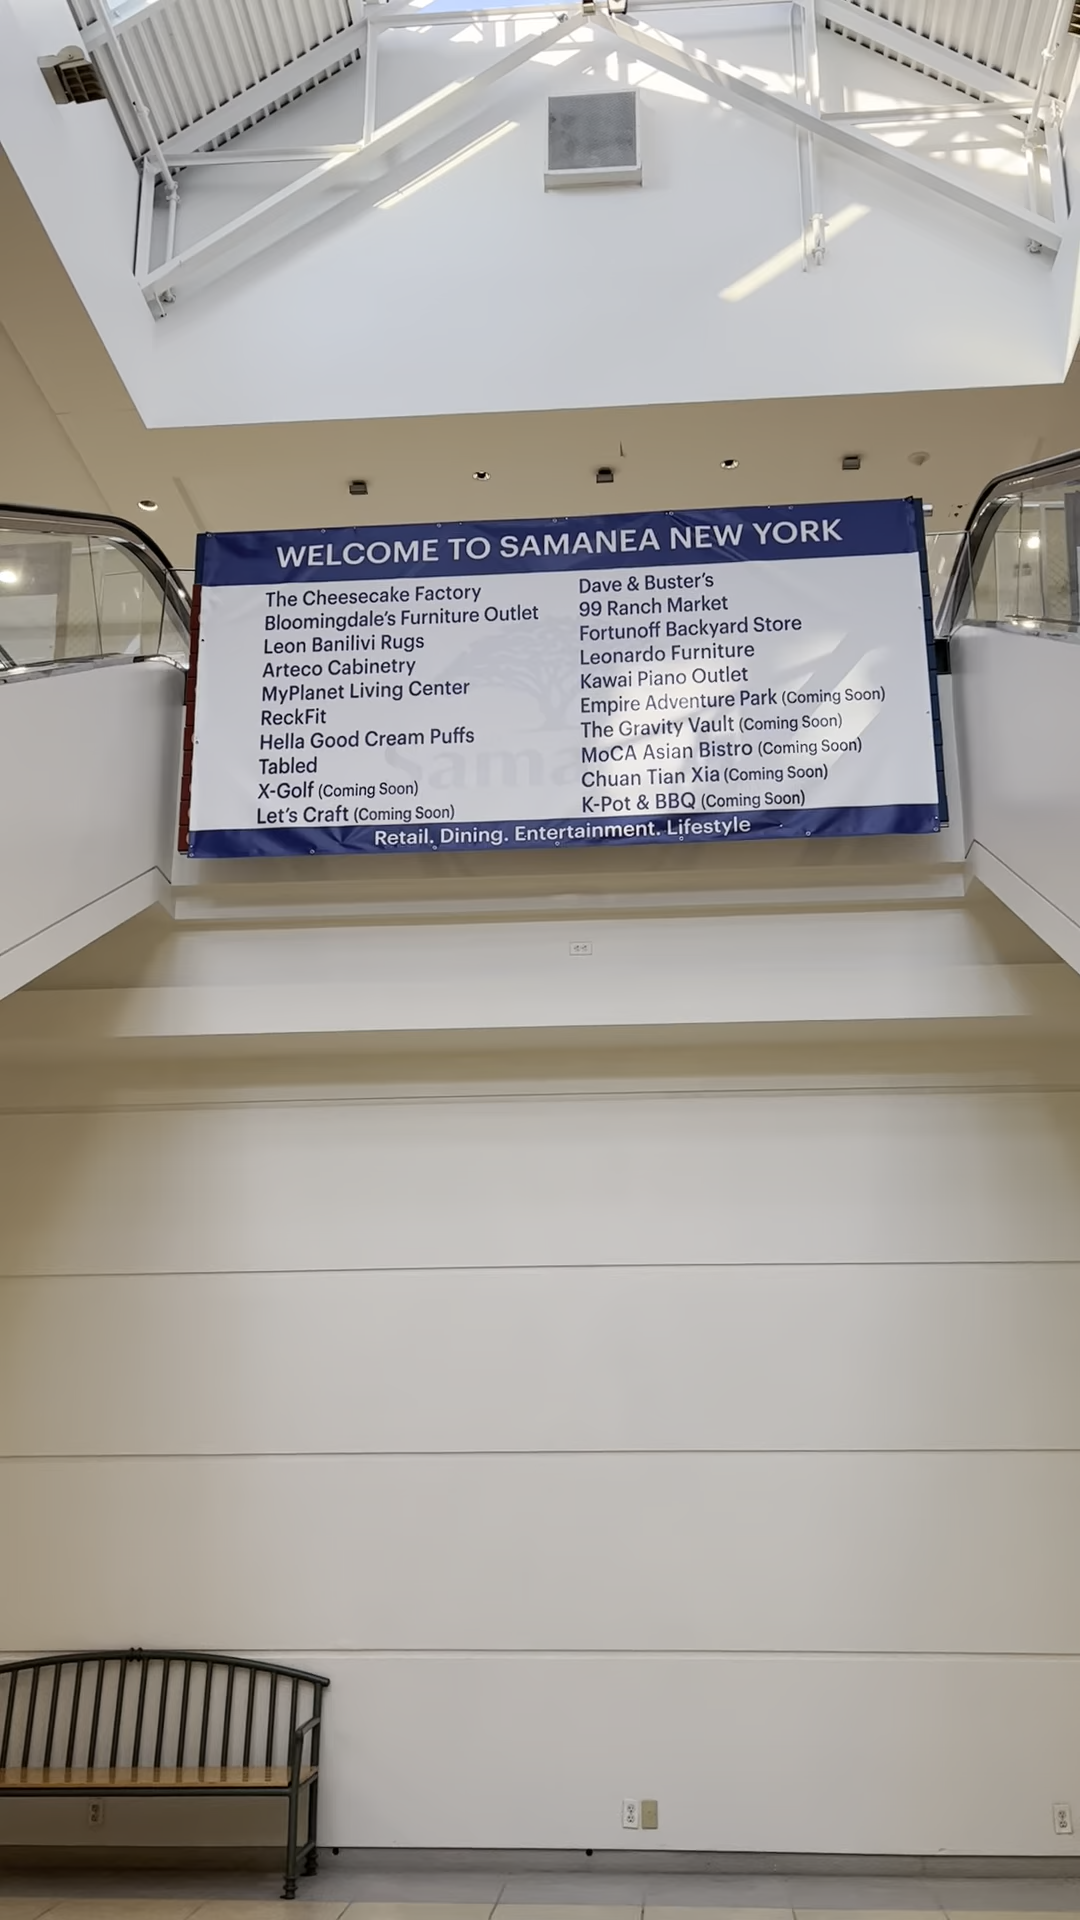 WELCOME TO SAMANEA NEW YORK
The Cheesecake Factory
Bloomingdale's Furniture Outlet
Leon Banilivi Rugs
Arteco Cabinetry
MyPlanet Living Center
ReckFit
Hella Good Cream Puffs
Tabled
X-Golf (Coming Soon)
Let's Craft (Coming Soon)
Dave & Buster's
99 Ranch Market
Fortunoff Backyard Store
Leonardo Furniture
Kawai Piano Outlet
Empire Adventure Park (Coming Soon)
The Gravity Vault (Coming Soon)
MoCA Asian Bistro (Coming Soon)
Chuan Tian Xia (Coming Soon)
K-Pot & BBQ (Coming Soon)
Retail. Dining. Entertainment. Lifestyle